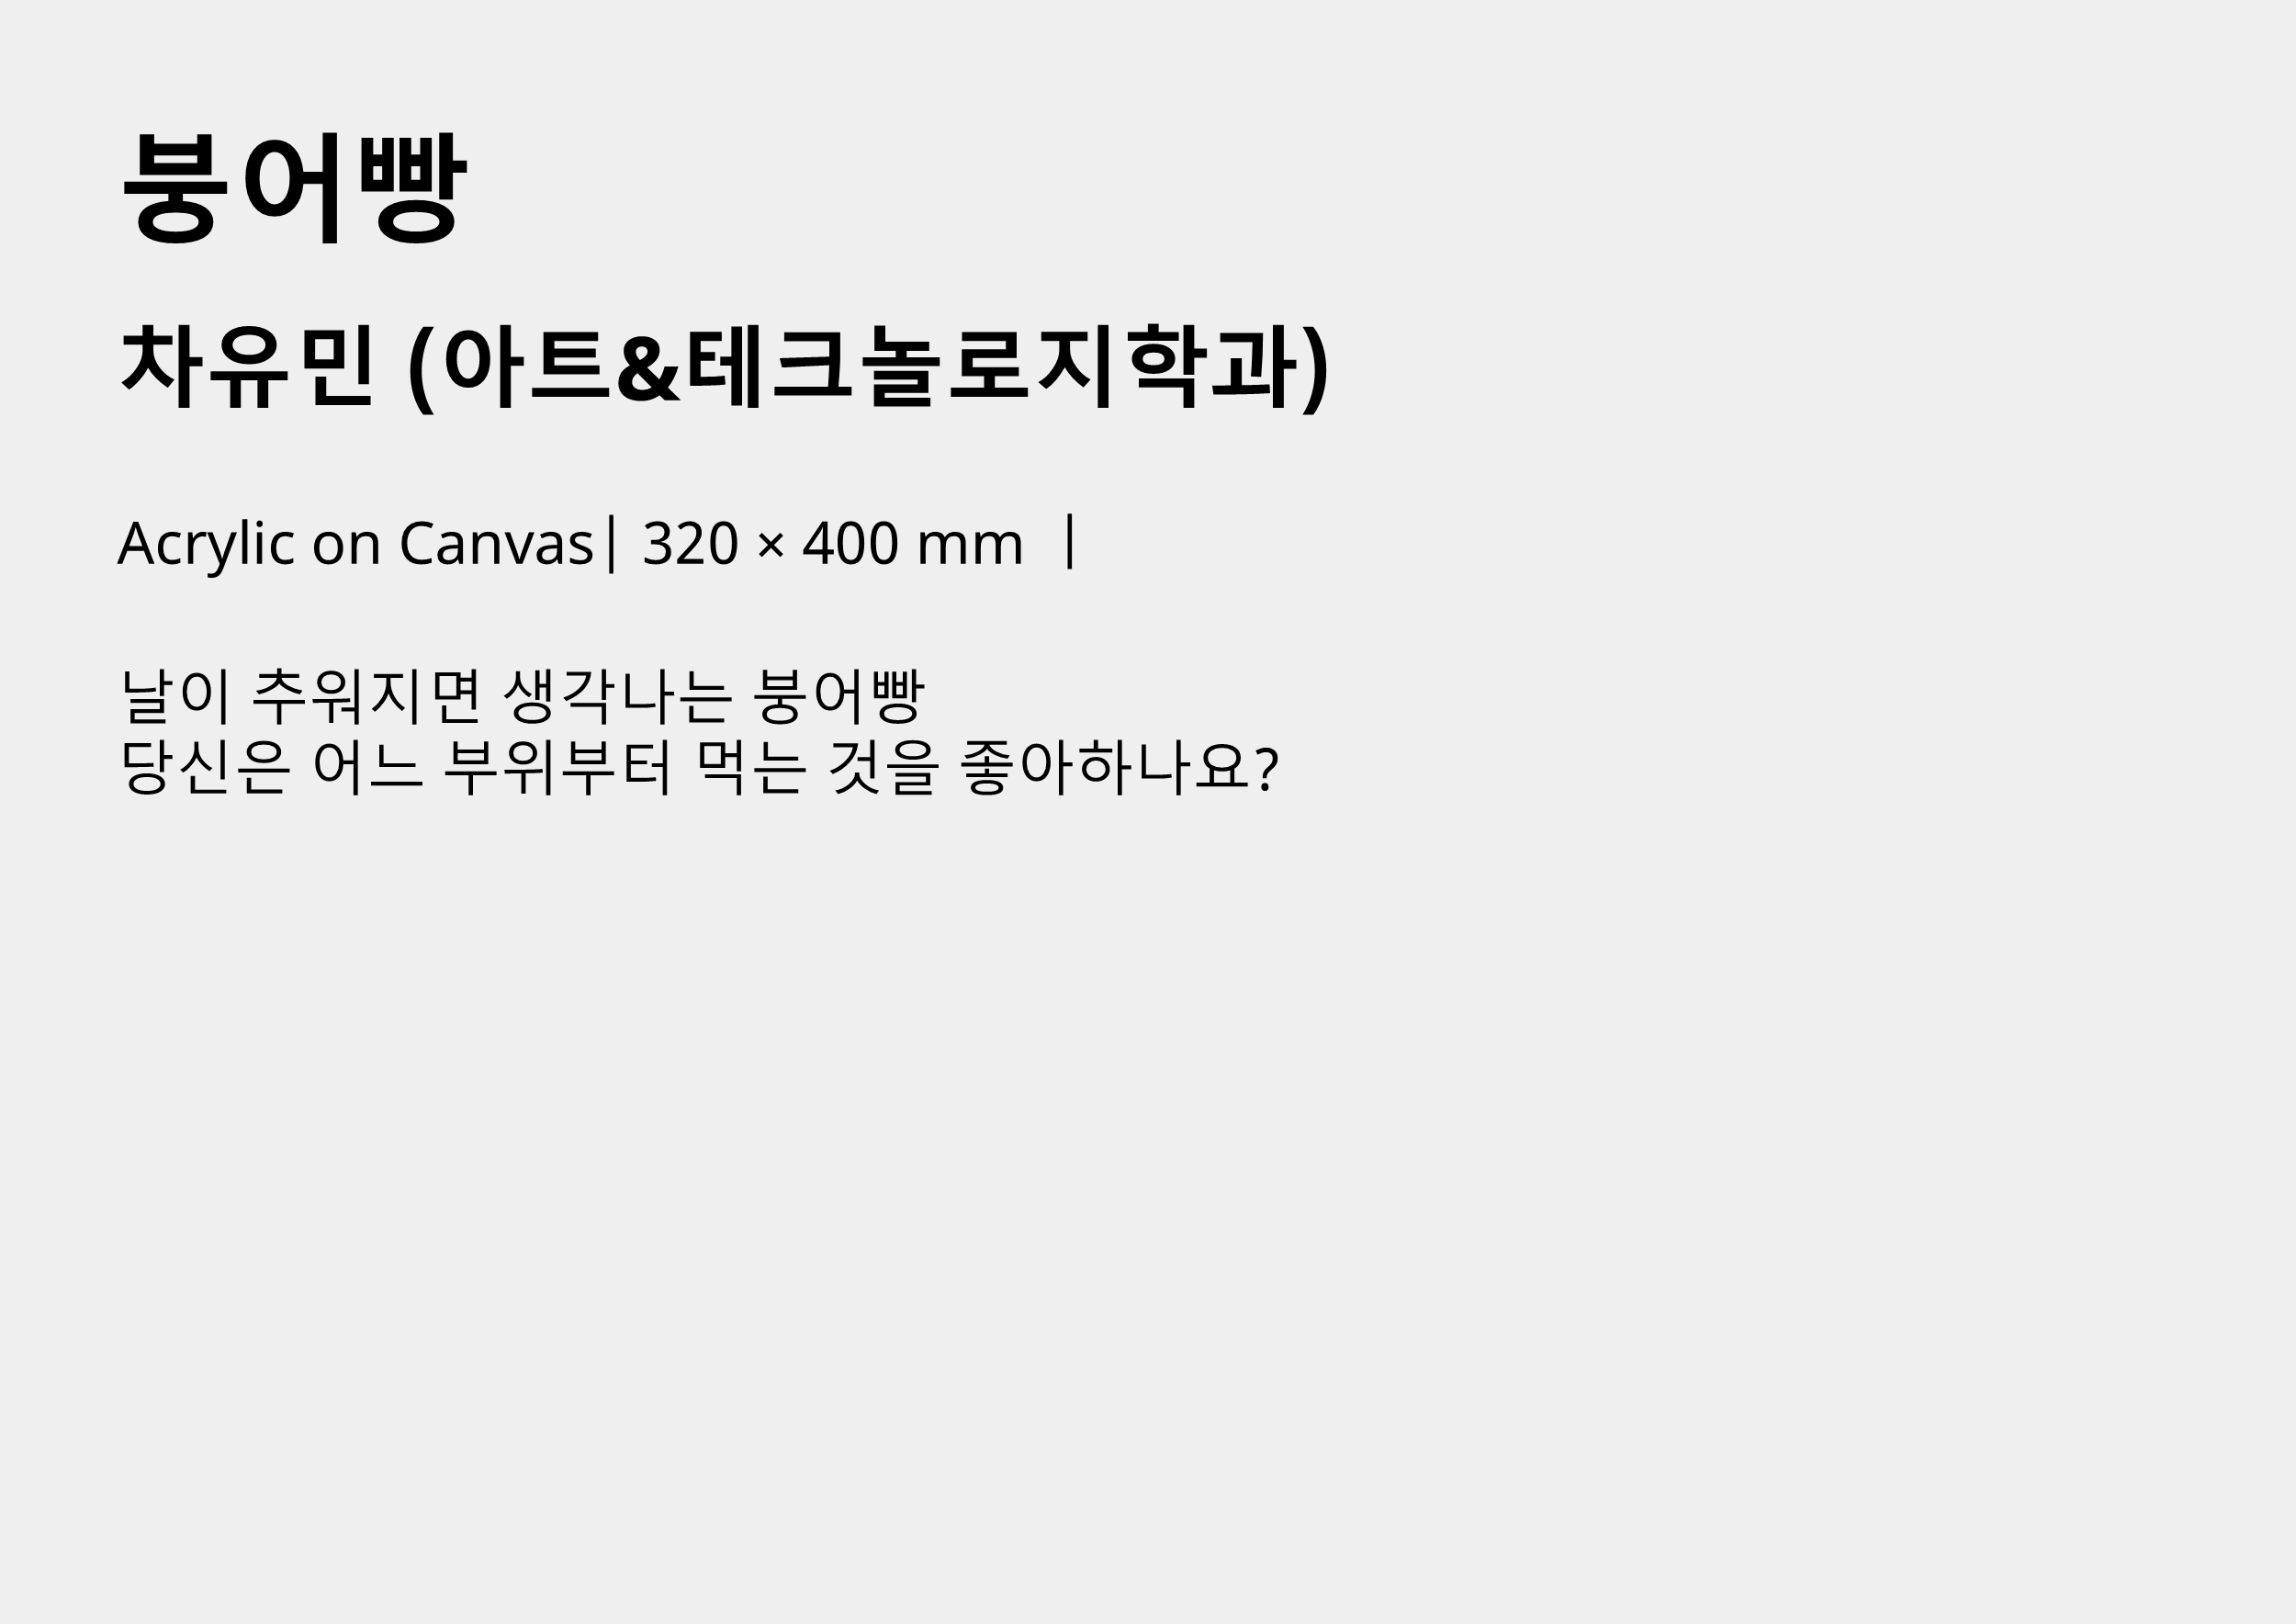 붕어빵
차유민 (아트&테크놀로지학과)
Acrylic on Canvas| 320 × 400 mm |
날이 추워지면 생각나는 붕어빵
당신은 어느 부위부터 먹는 것을 좋아하나요?